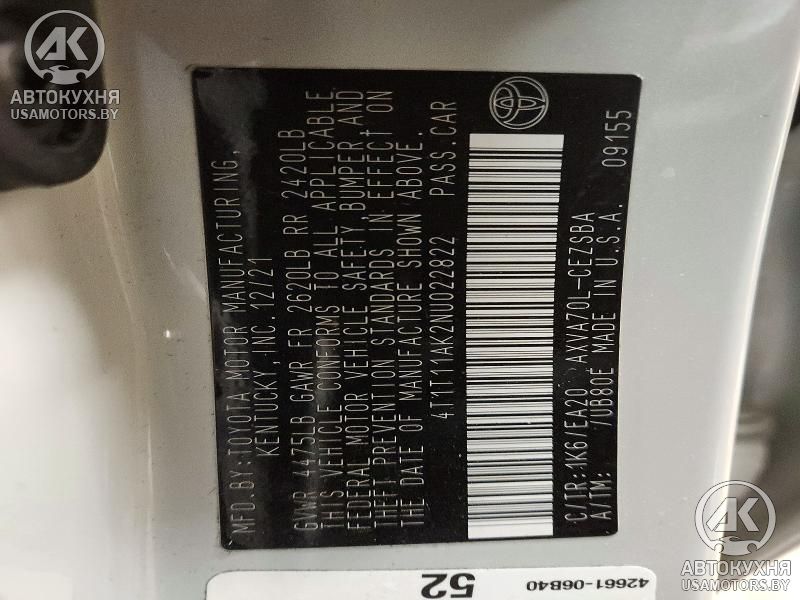 MFD.BY:TOYOTA MOTOR MANUFACTURING,
KENTUCKY, INC. 12/21
GVWR 4475LB GAWR FR 2620LB RR 2420LB
THIS VEHICLE CONFORMS TO ALL APPLICABLE
FEDERAL MOTOR VEHICLE SAFETY, BUMPER, AND
THEFT PREVENTION STANDARDS IN EFFECT ON
THE DATE OF MANUFACTURE SHOWN ABOVE.
4T1T11AK2NU022822 PASS.CAR
C/TR: 1K6/EA20 AXVA70L-CEZSBA
A/TM: /UB80E MADE IN U.S.A. 09155
52
42661-06B40
АК
АВТОКУХНЯ
USAMOTORS.BY
АК
АВТОКУХНЯ
USAMOTORS.BY